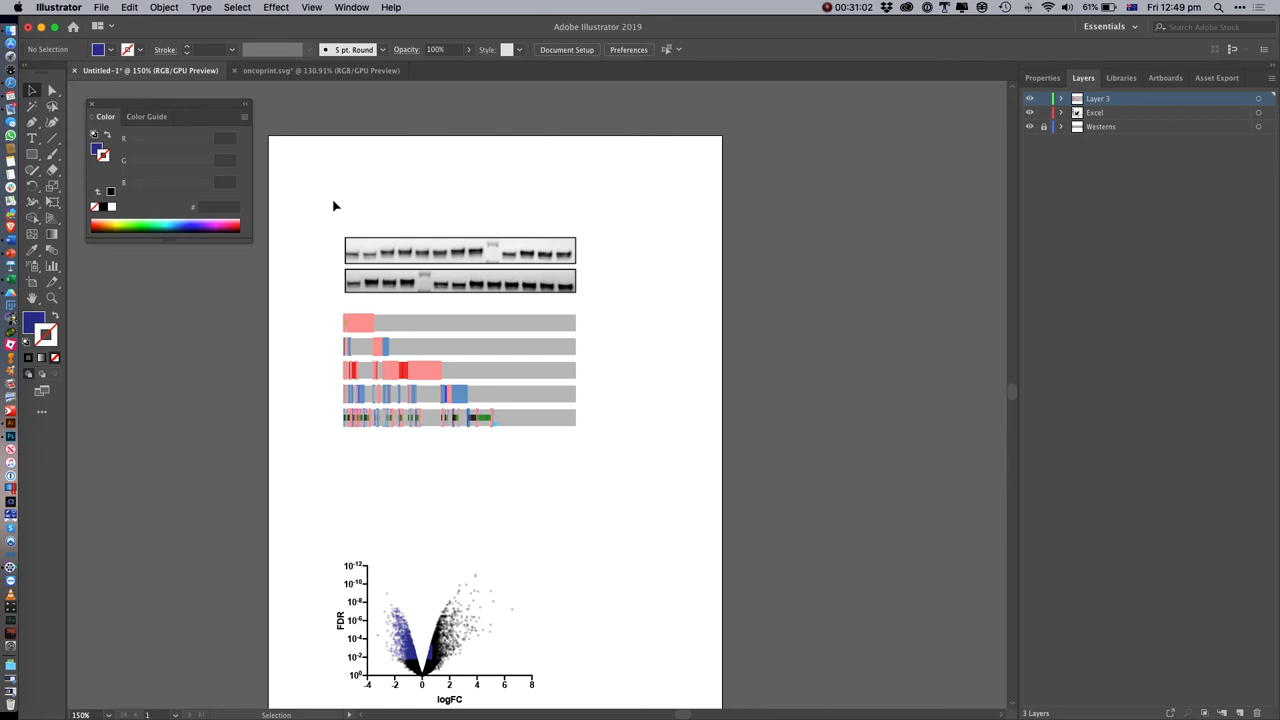 Illustrator File Edit Object Type Select Effect View Window Help
00:31:02 61% Fri 12:49 pm
Adobe Illustrator 2019
Essentials
Search Adobe Stock
No Selection Stroke: 5 pt. Round Opacity: 100% Style: Document Setup Preferences
Untitled-1* @ 150% (RGB/GPU Preview) oncoprint.svg* @ 130.91% (RGB/GPU Preview)
Properties Layers Libraries Artboards Asset Export
Layer 3
Excel
Westerns
Color Color Guide
R
G
B
#
10-12
10-10
10-8
10-6
10-4
10-2
100
FDR
-4 -2 0 2 4 6 8
logFC
150% 1 Selection
3 Layers